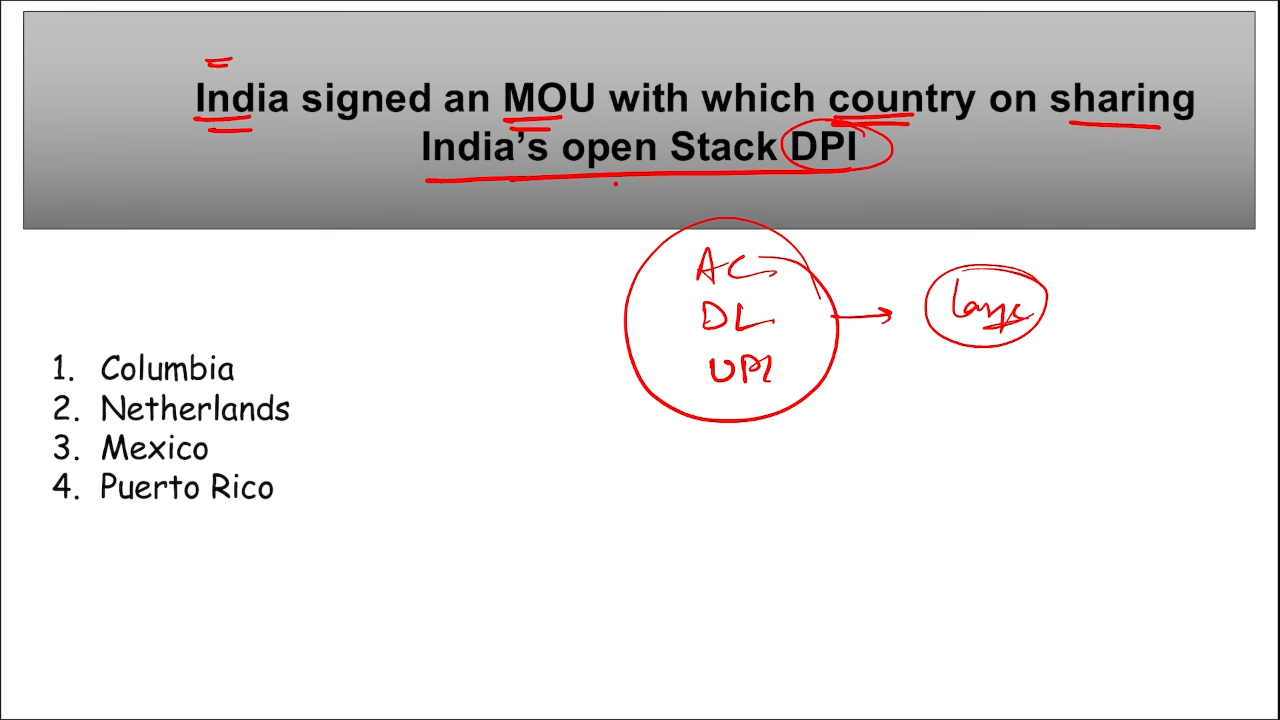 India signed an MOU with which country on sharing
India's open Stack DPI
AC
DL
UPI
large
1. Columbia
2. Netherlands
3. Mexico
4. Puerto Rico